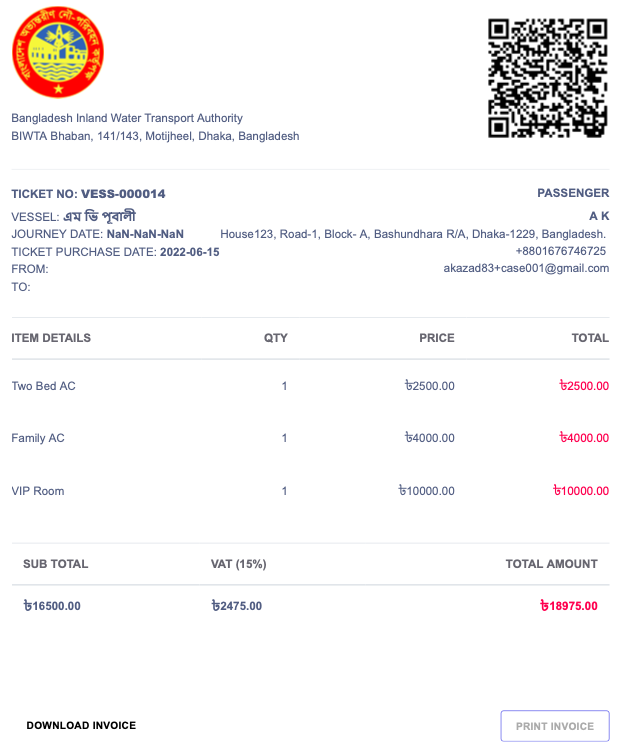 বাংলাদেশ অভ্যন্তরীণ নৌ-পরিবহন কর্তৃপক্ষ
Bangladesh Inland Water Transport Authority
BIWTA Bhaban, 141/143, Motijheel, Dhaka, Bangladesh
TICKET NO: VESS-000014
PASSENGER
VESSEL: এম ভি পূবালী
A K
JOURNEY DATE: NaN-NaN-NaN
House123, Road-1, Block- A, Bashundhara R/A, Dhaka-1229, Bangladesh.
TICKET PURCHASE DATE: 2022-06-15
+8801676746725
FROM:
akazad83+case001@gmail.com
TO:
ITEM DETAILS QTY PRICE TOTAL
Two Bed AC 1 ৳2500.00 ৳2500.00
Family AC 1 ৳4000.00 ৳4000.00
VIP Room 1 ৳10000.00 ৳10000.00
SUB TOTAL VAT (15%) TOTAL AMOUNT
৳16500.00 ৳2475.00 ৳18975.00
DOWNLOAD INVOICE PRINT INVOICE